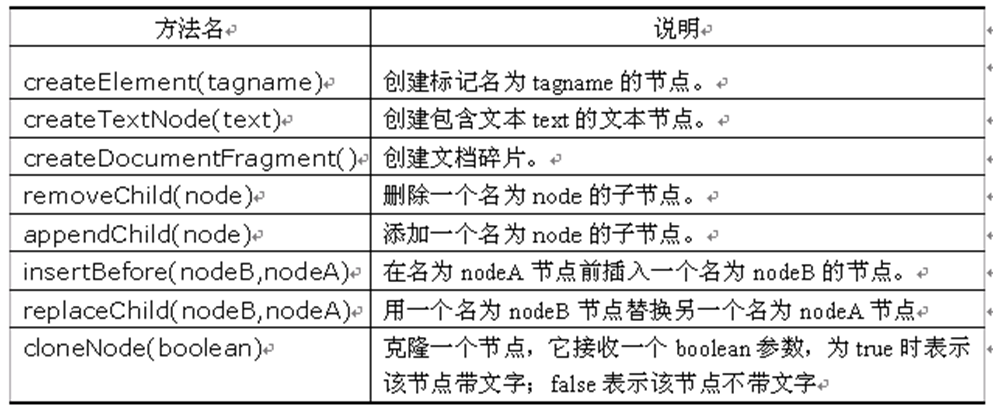 方法名 说明
createElement(tagname) 创建标记名为 tagname 的节点。
createTextNode(text) 创建包含文本 text 的文本节点。
createDocumentFragment() 创建文档碎片。
removeChild(node) 删除一个名为 node 的子节点。
appendChild(node) 添加一个名为 node 的子节点。
insertBefore(nodeB,nodeA) 在名为 nodeA 节点前插入一个名为 nodeB 的节点。
replaceChild(nodeB,nodeA) 用一个名为 nodeB 节点替换另一个名为 nodeA 节点
cloneNode(boolean) 克隆一个节点，它接收一个 boolean 参数，为 true 时表示
该节点带文字；false 表示该节点不带文字